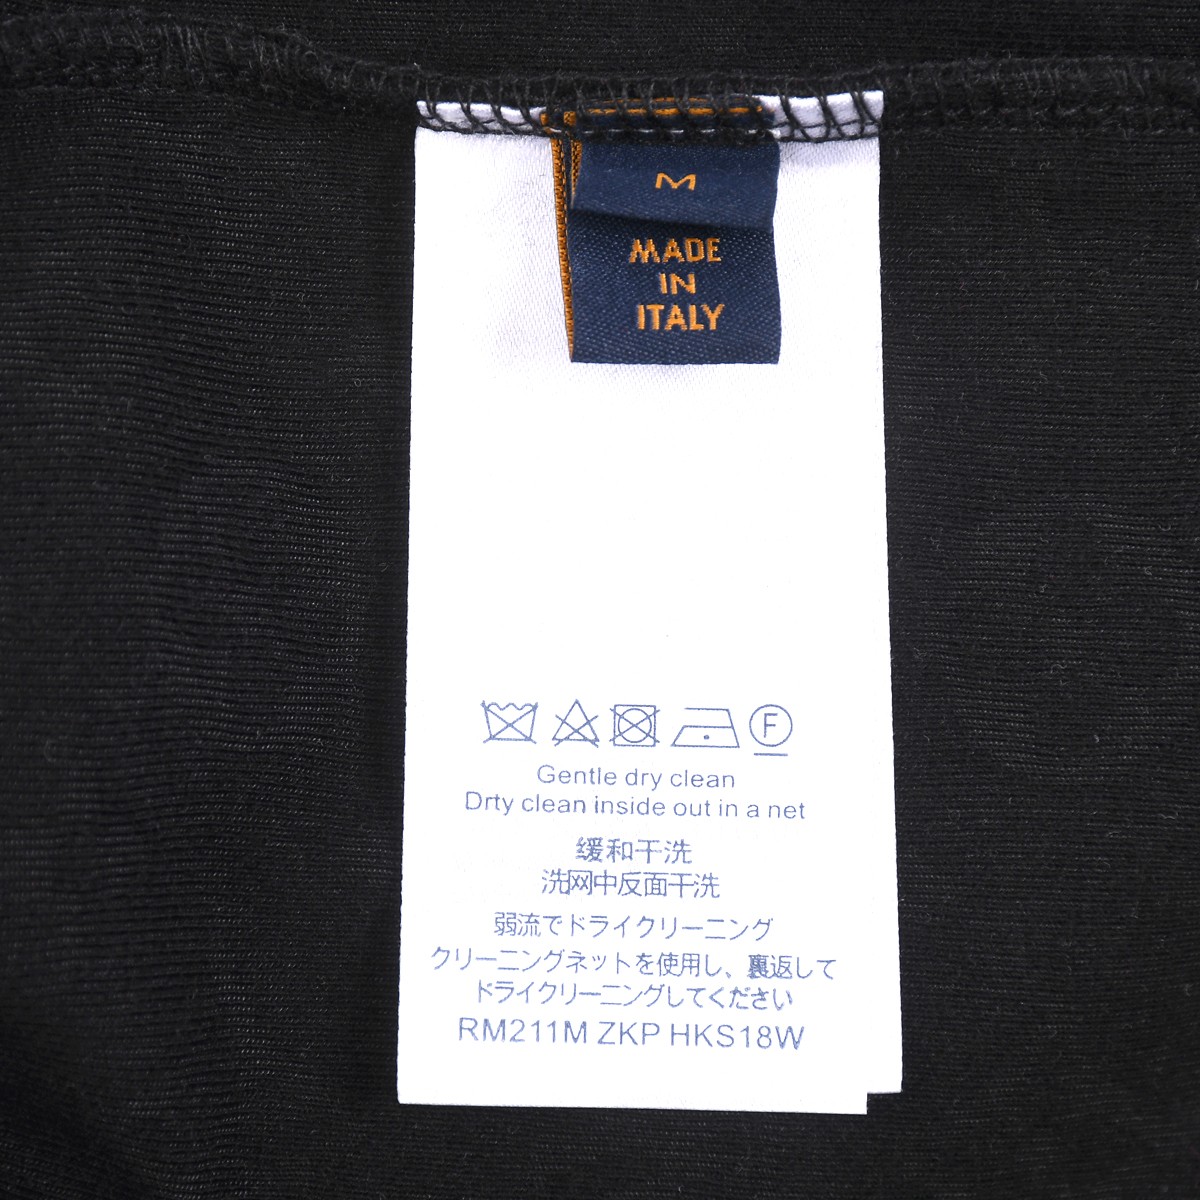 M
MADE
IN
ITALY
F
Gentle dry clean
Drty clean inside out in a net
缓和干洗
洗网中反面干洗
弱流でドライクリーニング
クリーニングネットを使用し、裏返して
ドライクリーニングしてください
RM211M ZKP HKS18W